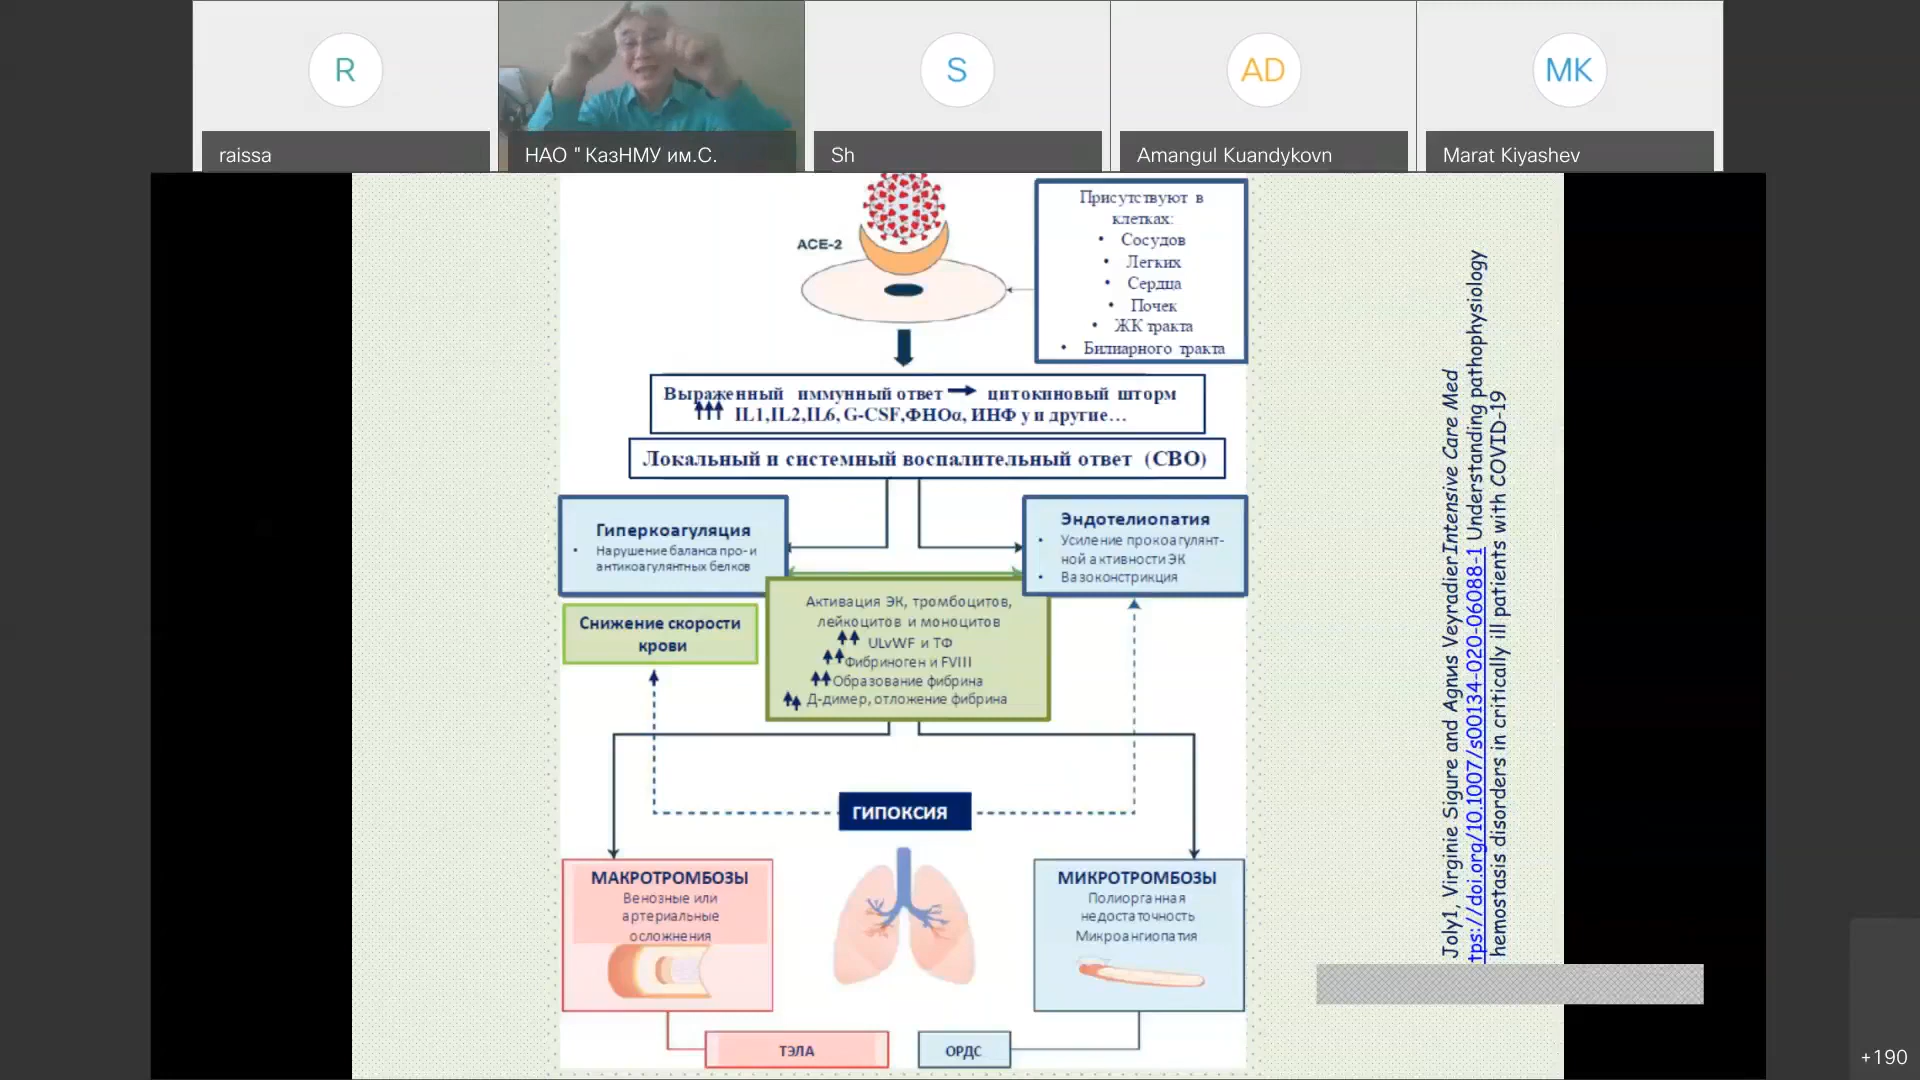 R
S
AD
MK
raissa
НАО " КазНМУ им.С.
Sh
Amangul Kuandykovn
Marat Kiyashev
ACE-2
Присутствуют в
клетках:
• Сосудов
• Легких
• Сердца
• Почек
• ЖК тракта
• Билиарного тракта
Выраженный иммунный ответ → цитокиновый шторм
IL1,IL2,IL6, G-CSF,ФНОα, ИНФ у и другие…
Локальный и системный воспалительный ответ (СВО)
Гиперкоагуляция
• Нарушение баланса про- и
антикоагулянтных белков
Эндотелиопатия
• Усиление прокоагулянт-
ной активности ЭК
• Вазоконстрикция
Снижение скорости
крови
Активация ЭК, тромбоцитов,
лейкоцитов и моноцитов
ULvWF и ТФ
Фибриноген и FVIII
Образование фибрина
Д-димер, отложение фибрина
ГИПОКСИЯ
МАКРОТРОМБОЗЫ
Венозные или
артериальные
осложнения
МИКРОТРОМБОЗЫ
Полиорганная
недостаточность
Микроангиопатия
ТЭЛА
ОРДС
Joly1, Virginie Sigure and Agnиs VeyradierIntensive Care Med
tps://doi.org/10.1007/s00134-020-06088-1 Understanding pathophysiology
hemostasis disorders in critically ill patients with COVID-19
+190